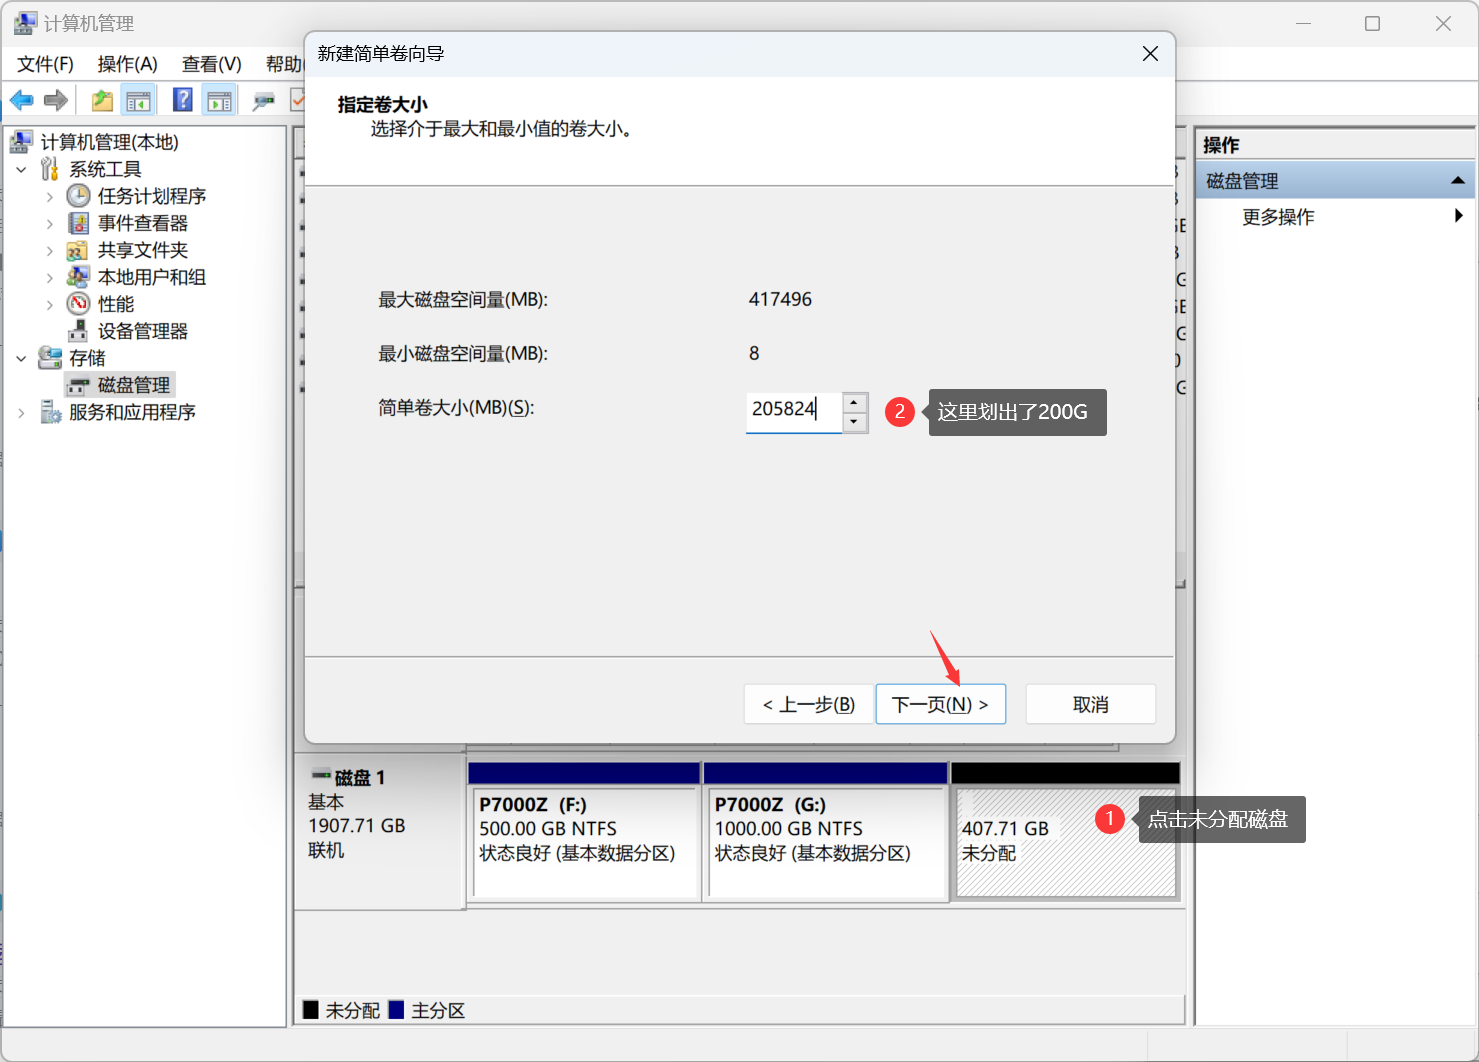 计算机管理
文件(F) 操作(A) 查看(V) 帮助
新建简单卷向导
指定卷大小
选择介于最大和最小值的卷大小。
计算机管理(本地)
系统工具
任务计划程序
事件查看器
共享文件夹
本地用户和组
性能
设备管理器
存储
磁盘管理
服务和应用程序
最大磁盘空间量(MB): 417496
最小磁盘空间量(MB): 8
简单卷大小(MB)(S): 205824
2 这里划出了200G
< 上一步(B) 下一页(N) > 取消
操作
磁盘管理
更多操作
磁盘 1
基本
1907.71 GB
联机
P7000Z (F:)
500.00 GB NTFS
状态良好 (基本数据分区)
P7000Z (G:)
1000.00 GB NTFS
状态良好 (基本数据分区)
407.71 GB
未分配
1 点击未分配磁盘
未分配 主分区